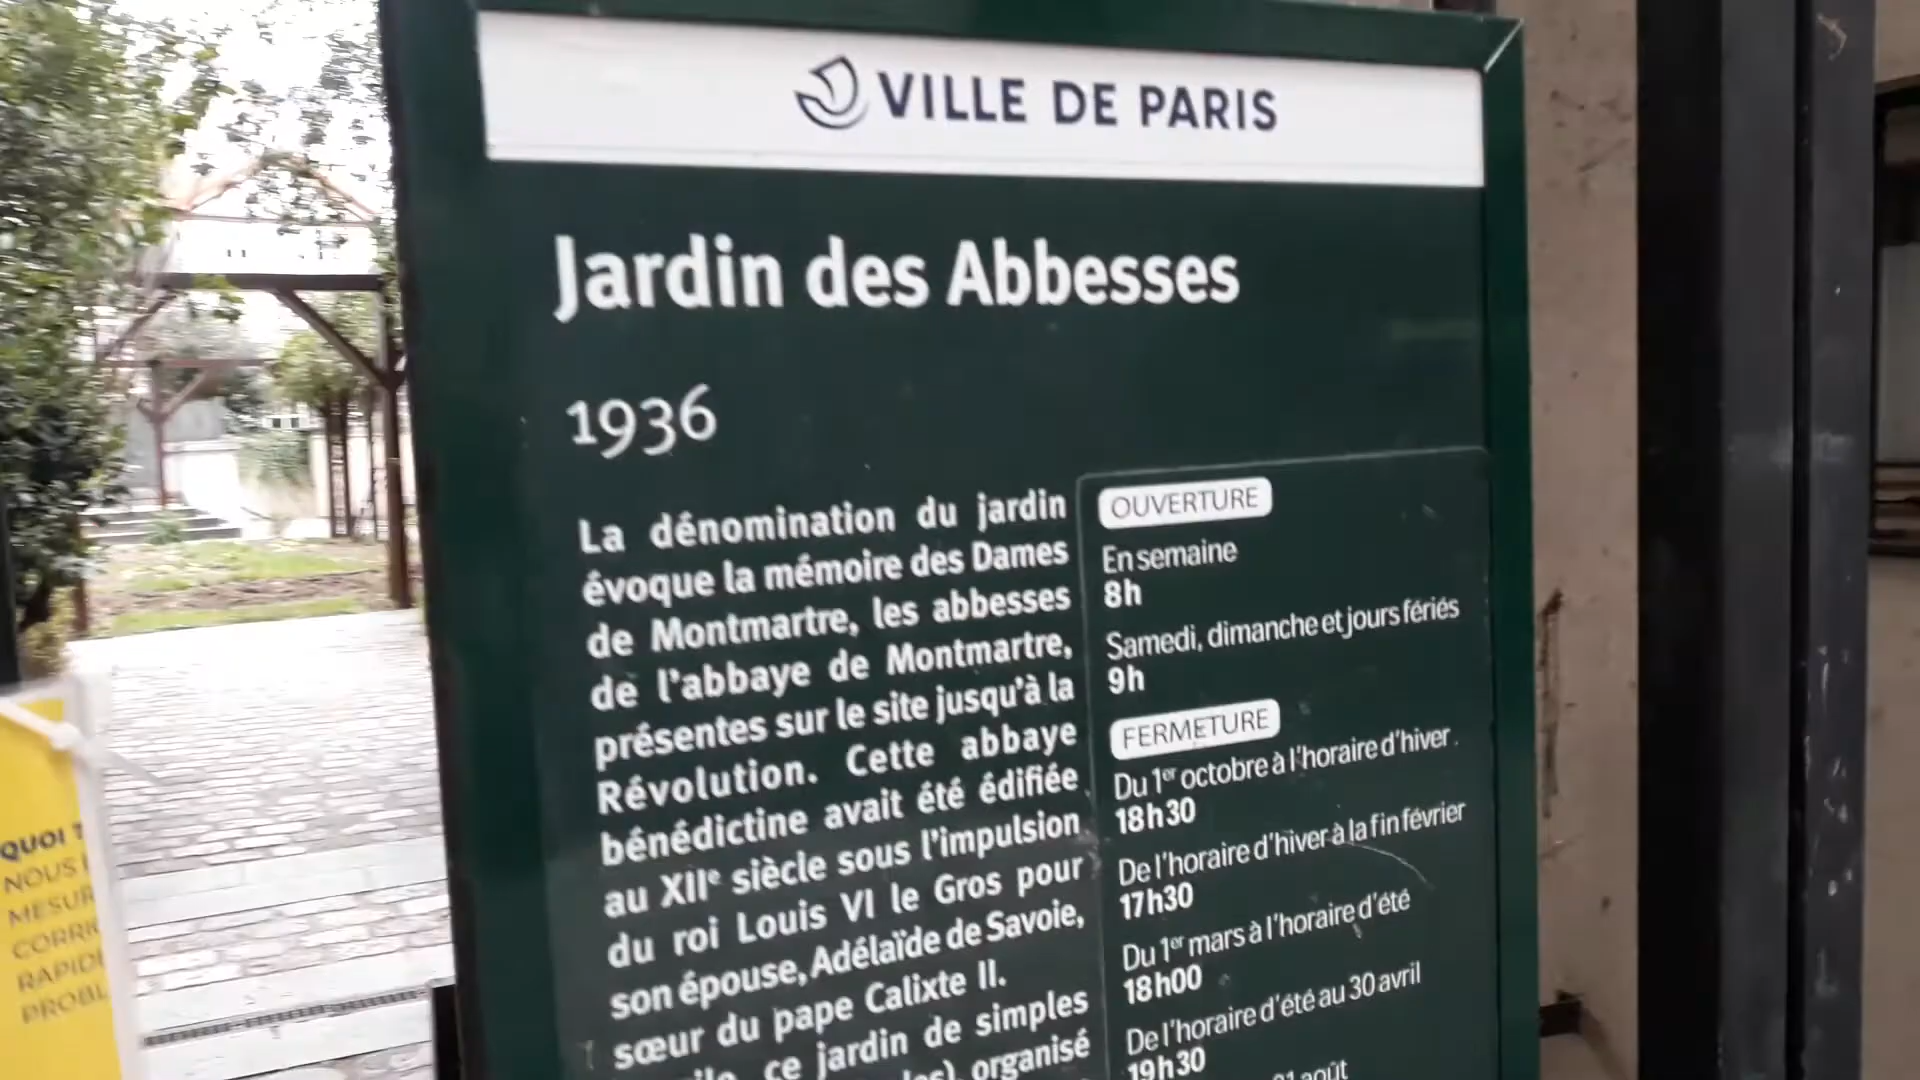 VILLE DE PARIS
Jardin des Abbesses
1936
La dénomination du jardin
évoque la mémoire des Dames
de Montmartre, les abbesses
de l'abbaye de Montmartre,
présentes sur le site jusqu'à la
Révolution. Cette abbaye
bénédictine avait été édifiée
au XIIe siècle sous l'impulsion
du roi Louis VI le Gros pour
son épouse, Adélaïde de Savoie,
sœur du pape Calixte II.
ce jardin de simples
organisé
OUVERTURE
En semaine
8h
Samedi, dimanche et jours fériés
9h
FERMETURE
Du 1er octobre à l'horaire d'hiver
18h30
De l'horaire d'hiver à la fin février
17h30
Du 1er mars à l'horaire d'été
18h00
De l'horaire d'été au 30 avril
19h30
août
QUOI
NOUS
MESUR
CORRI
RAPID
PROBL